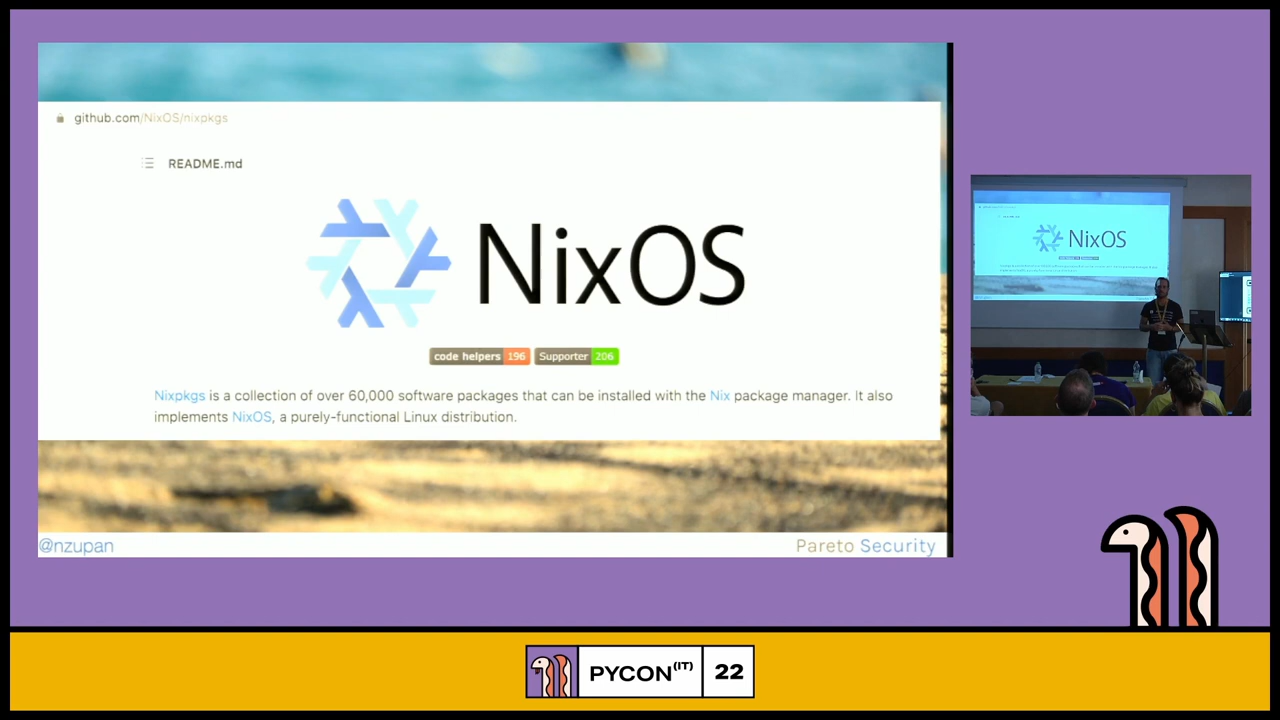 github.com/NixOS/nixpkgs
README.md
NixOS
code helpers 196 Supporter 206
Nixpkgs is a collection of over 60,000 software packages that can be installed with the Nix package manager. It also
implements NixOS, a purely-functional Linux distribution.
@nzupan
Pareto Security
NixOS
PYCON(IT) 22